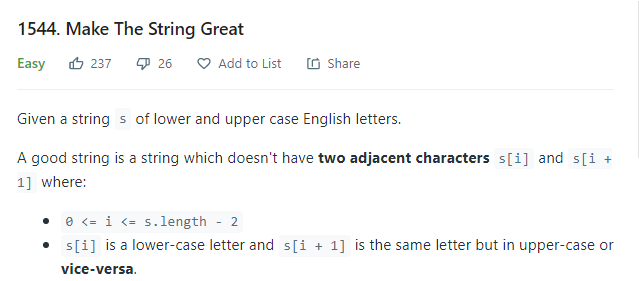 1544. Make The String Great
Easy 237 26 Add to List Share
Given a string s of lower and upper case English letters.
A good string is a string which doesn't have two adjacent characters s[i] and s[i +
1] where:
• 0 <= i <= s.length - 2
• s[i] is a lower-case letter and s[i + 1] is the same letter but in upper-case or
vice-versa.